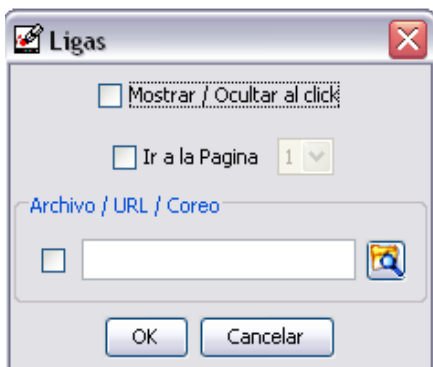 Ligas
Mostrar / Ocultar al click
Ir a la Pagina 1
Archivo / URL / Coreo
OK Cancelar